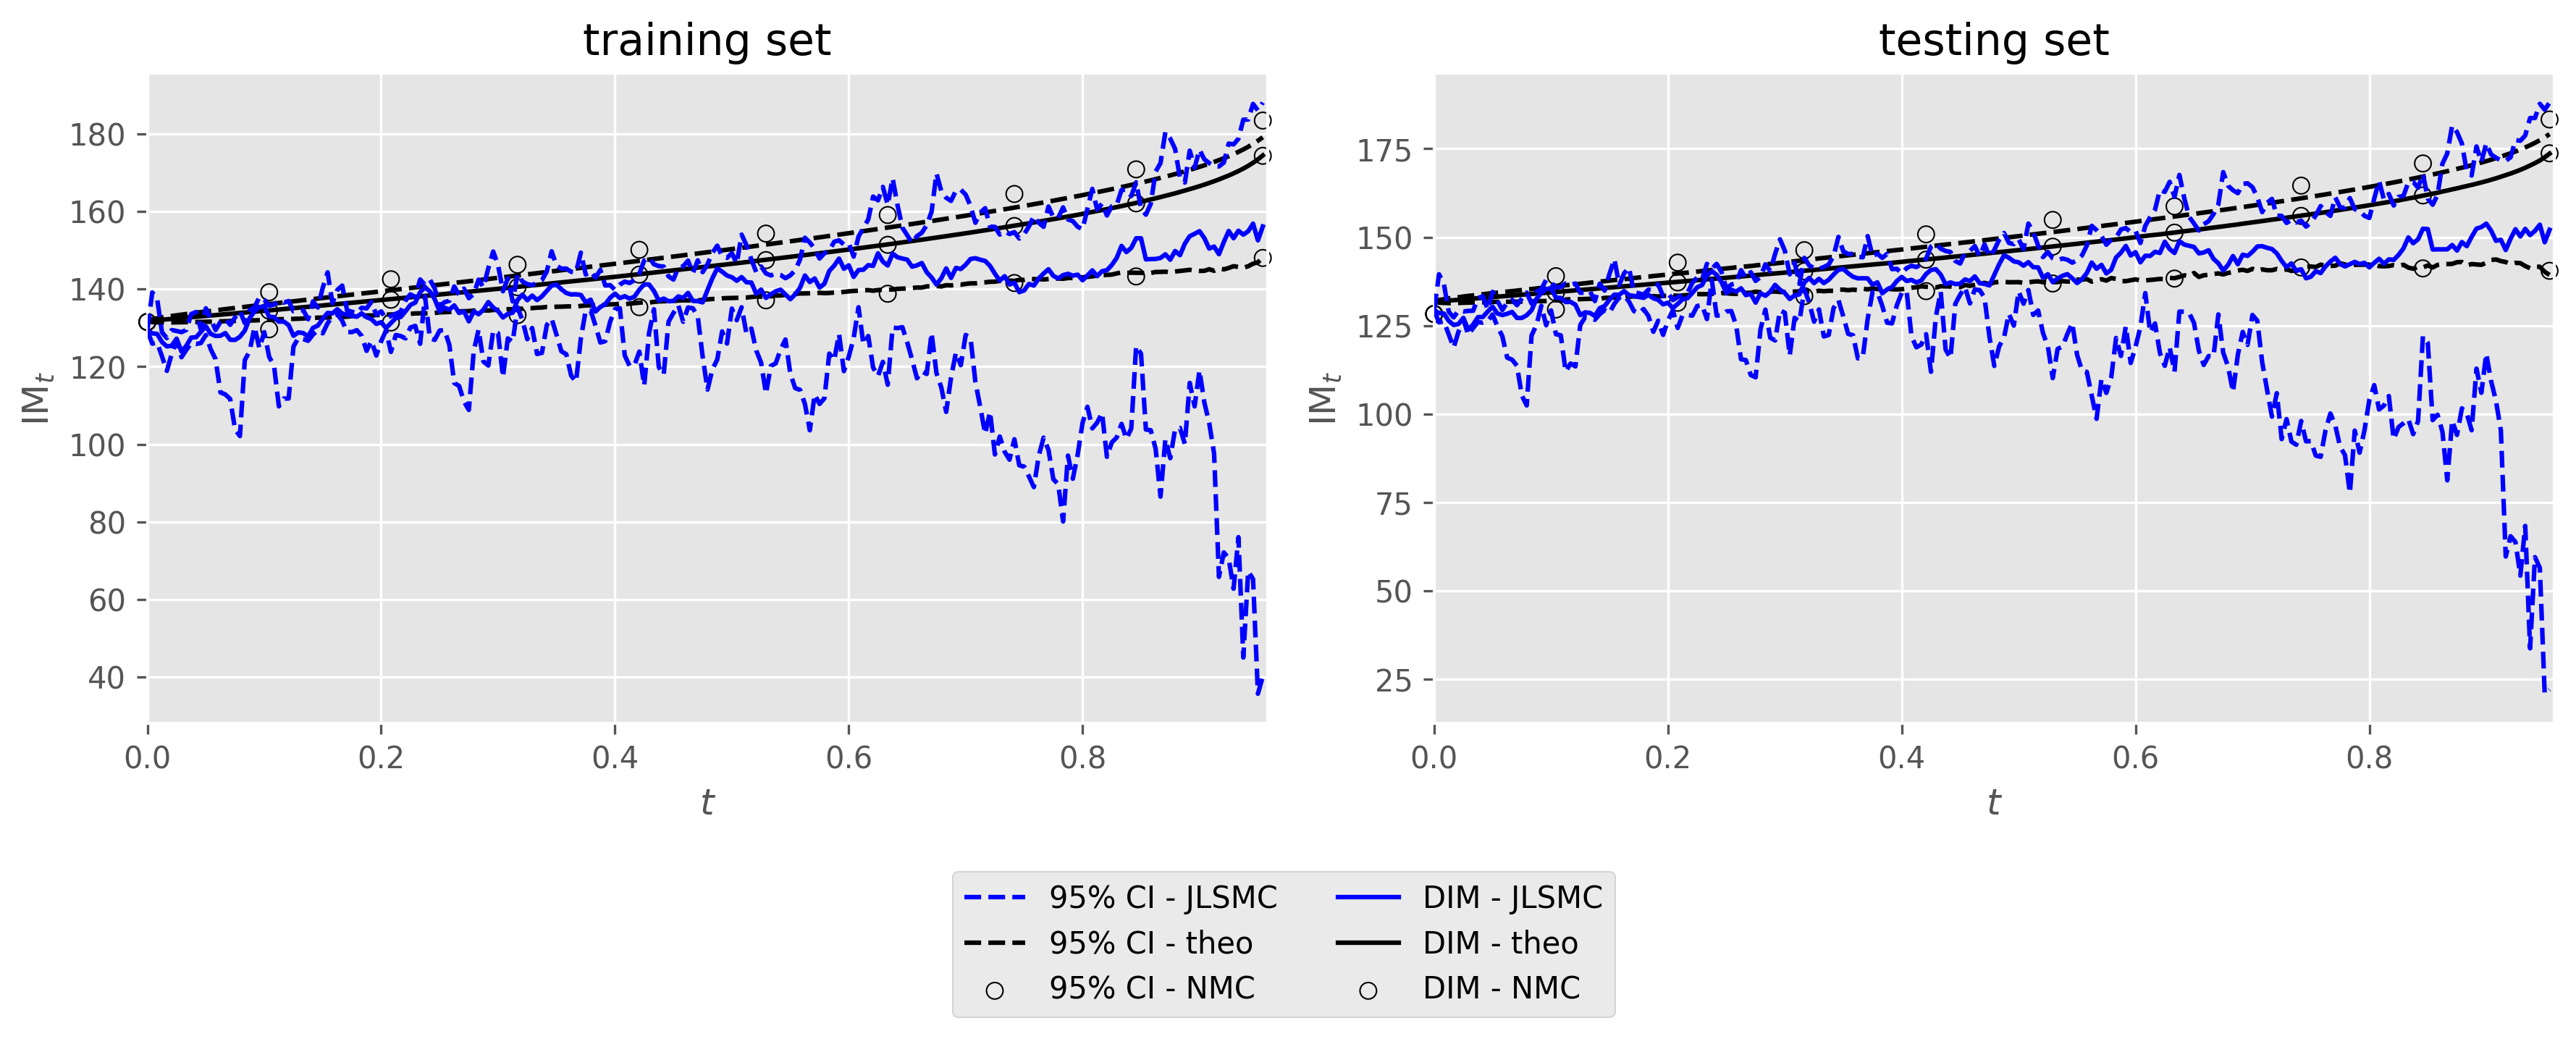 training set
testing set
180
160
140
120
100
80
60
40
IM_t
0.0 0.2 0.4 0.6 0.8
t
175
150
125
100
75
50
25
IM_t
0.0 0.2 0.4 0.6 0.8
t
95% CI - JLSMC
95% CI - theo
95% CI - NMC
DIM - JLSMC
DIM - theo
DIM - NMC